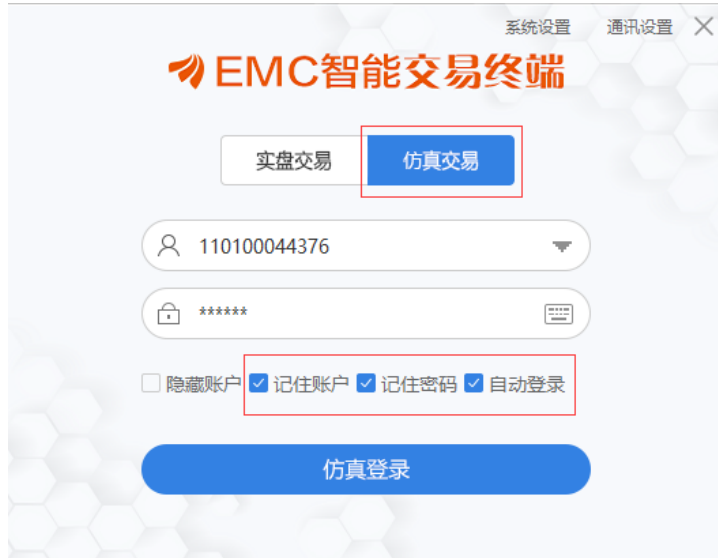 系统设置 通讯设置
EMC智能交易终端
实盘交易 仿真交易
110100044376
******
隐藏账户 记住账户 记住密码 自动登录
仿真登录